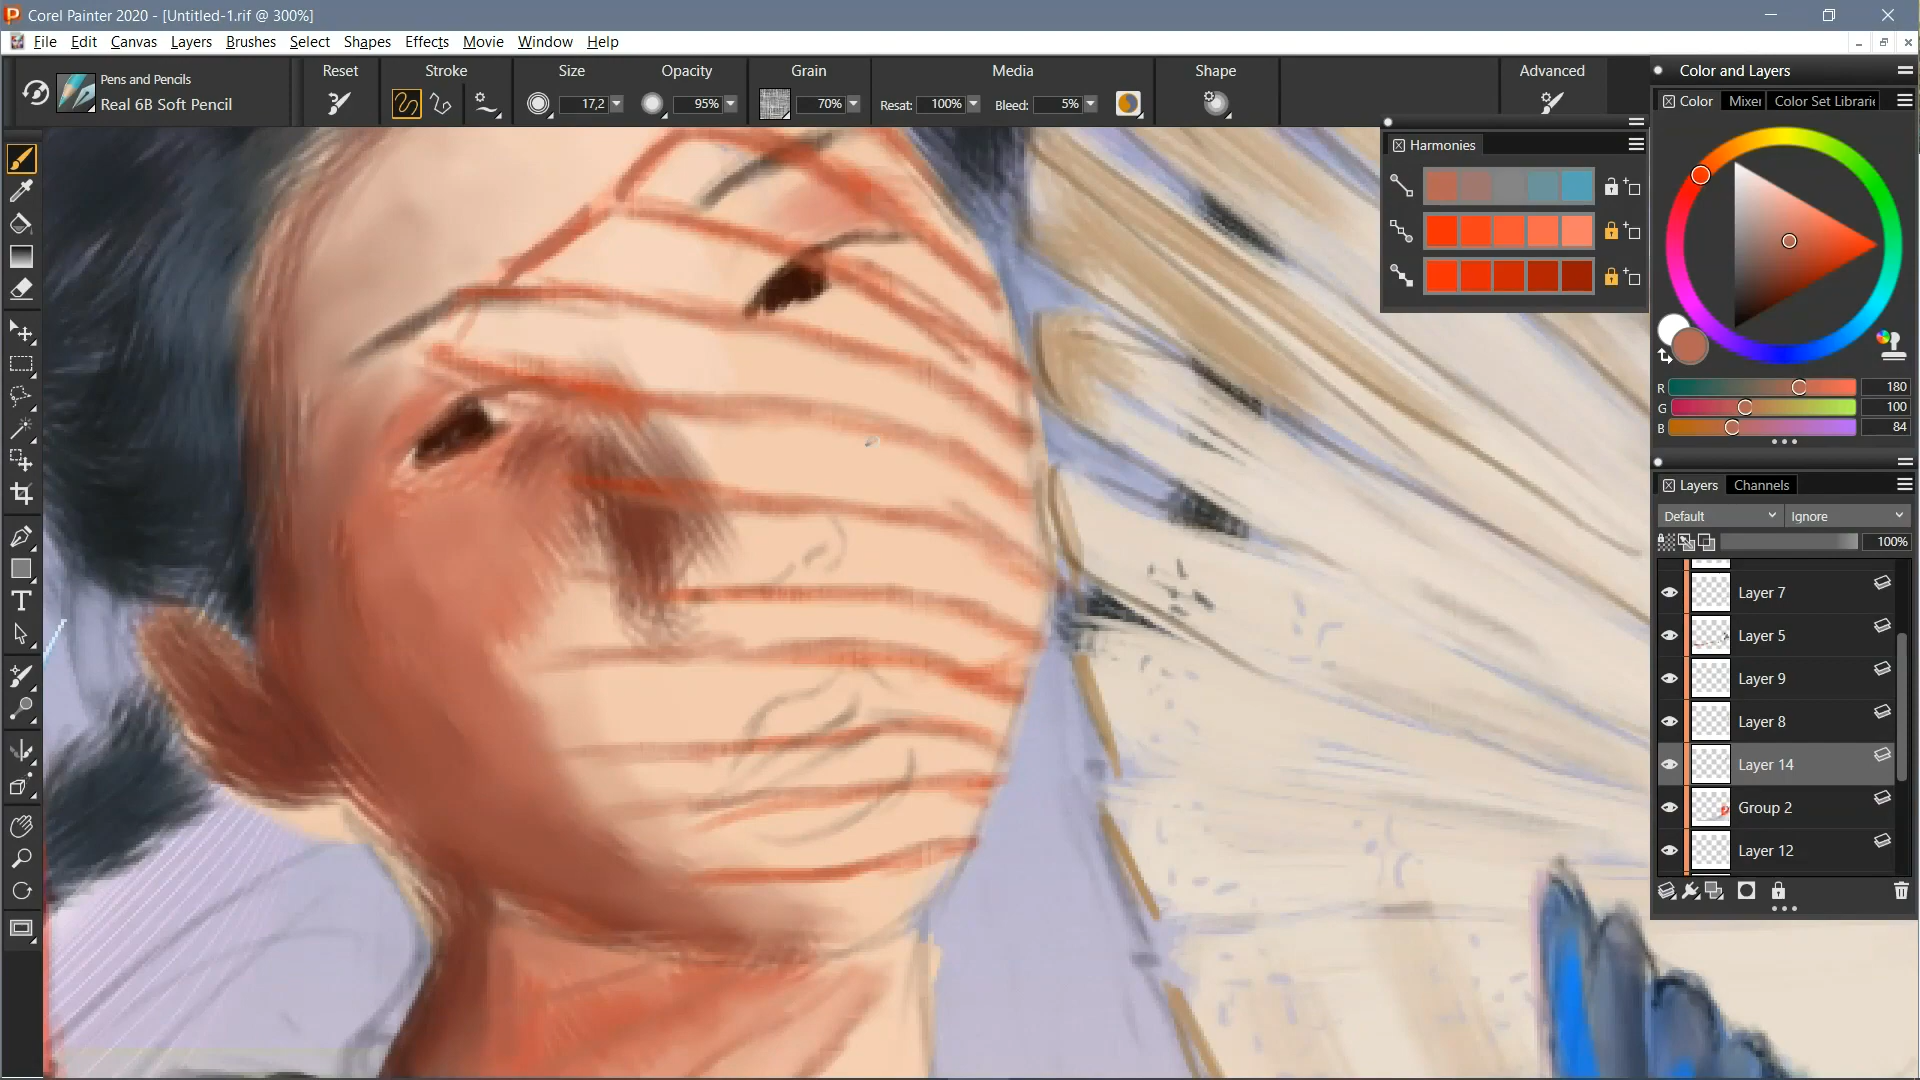 Corel Painter 2020 - [Untitled-1.rif @ 300%]
File Edit Canvas Layers Brushes Select Shapes Effects Movie Window Help
Pens and Pencils
Real 6B Soft Pencil
Reset
Stroke
Size
17,2
Opacity
95%
Grain
70%
Media
Resat: 100%
Bleed: 5%
Shape
Advanced
Harmonies
Color and Layers
Color Mixer Color Set Librarie
R 180
G 100
B 84
Layers Channels
Default Ignore
100%
Layer 7
Layer 5
Layer 9
Layer 8
Layer 14
Group 2
Layer 12